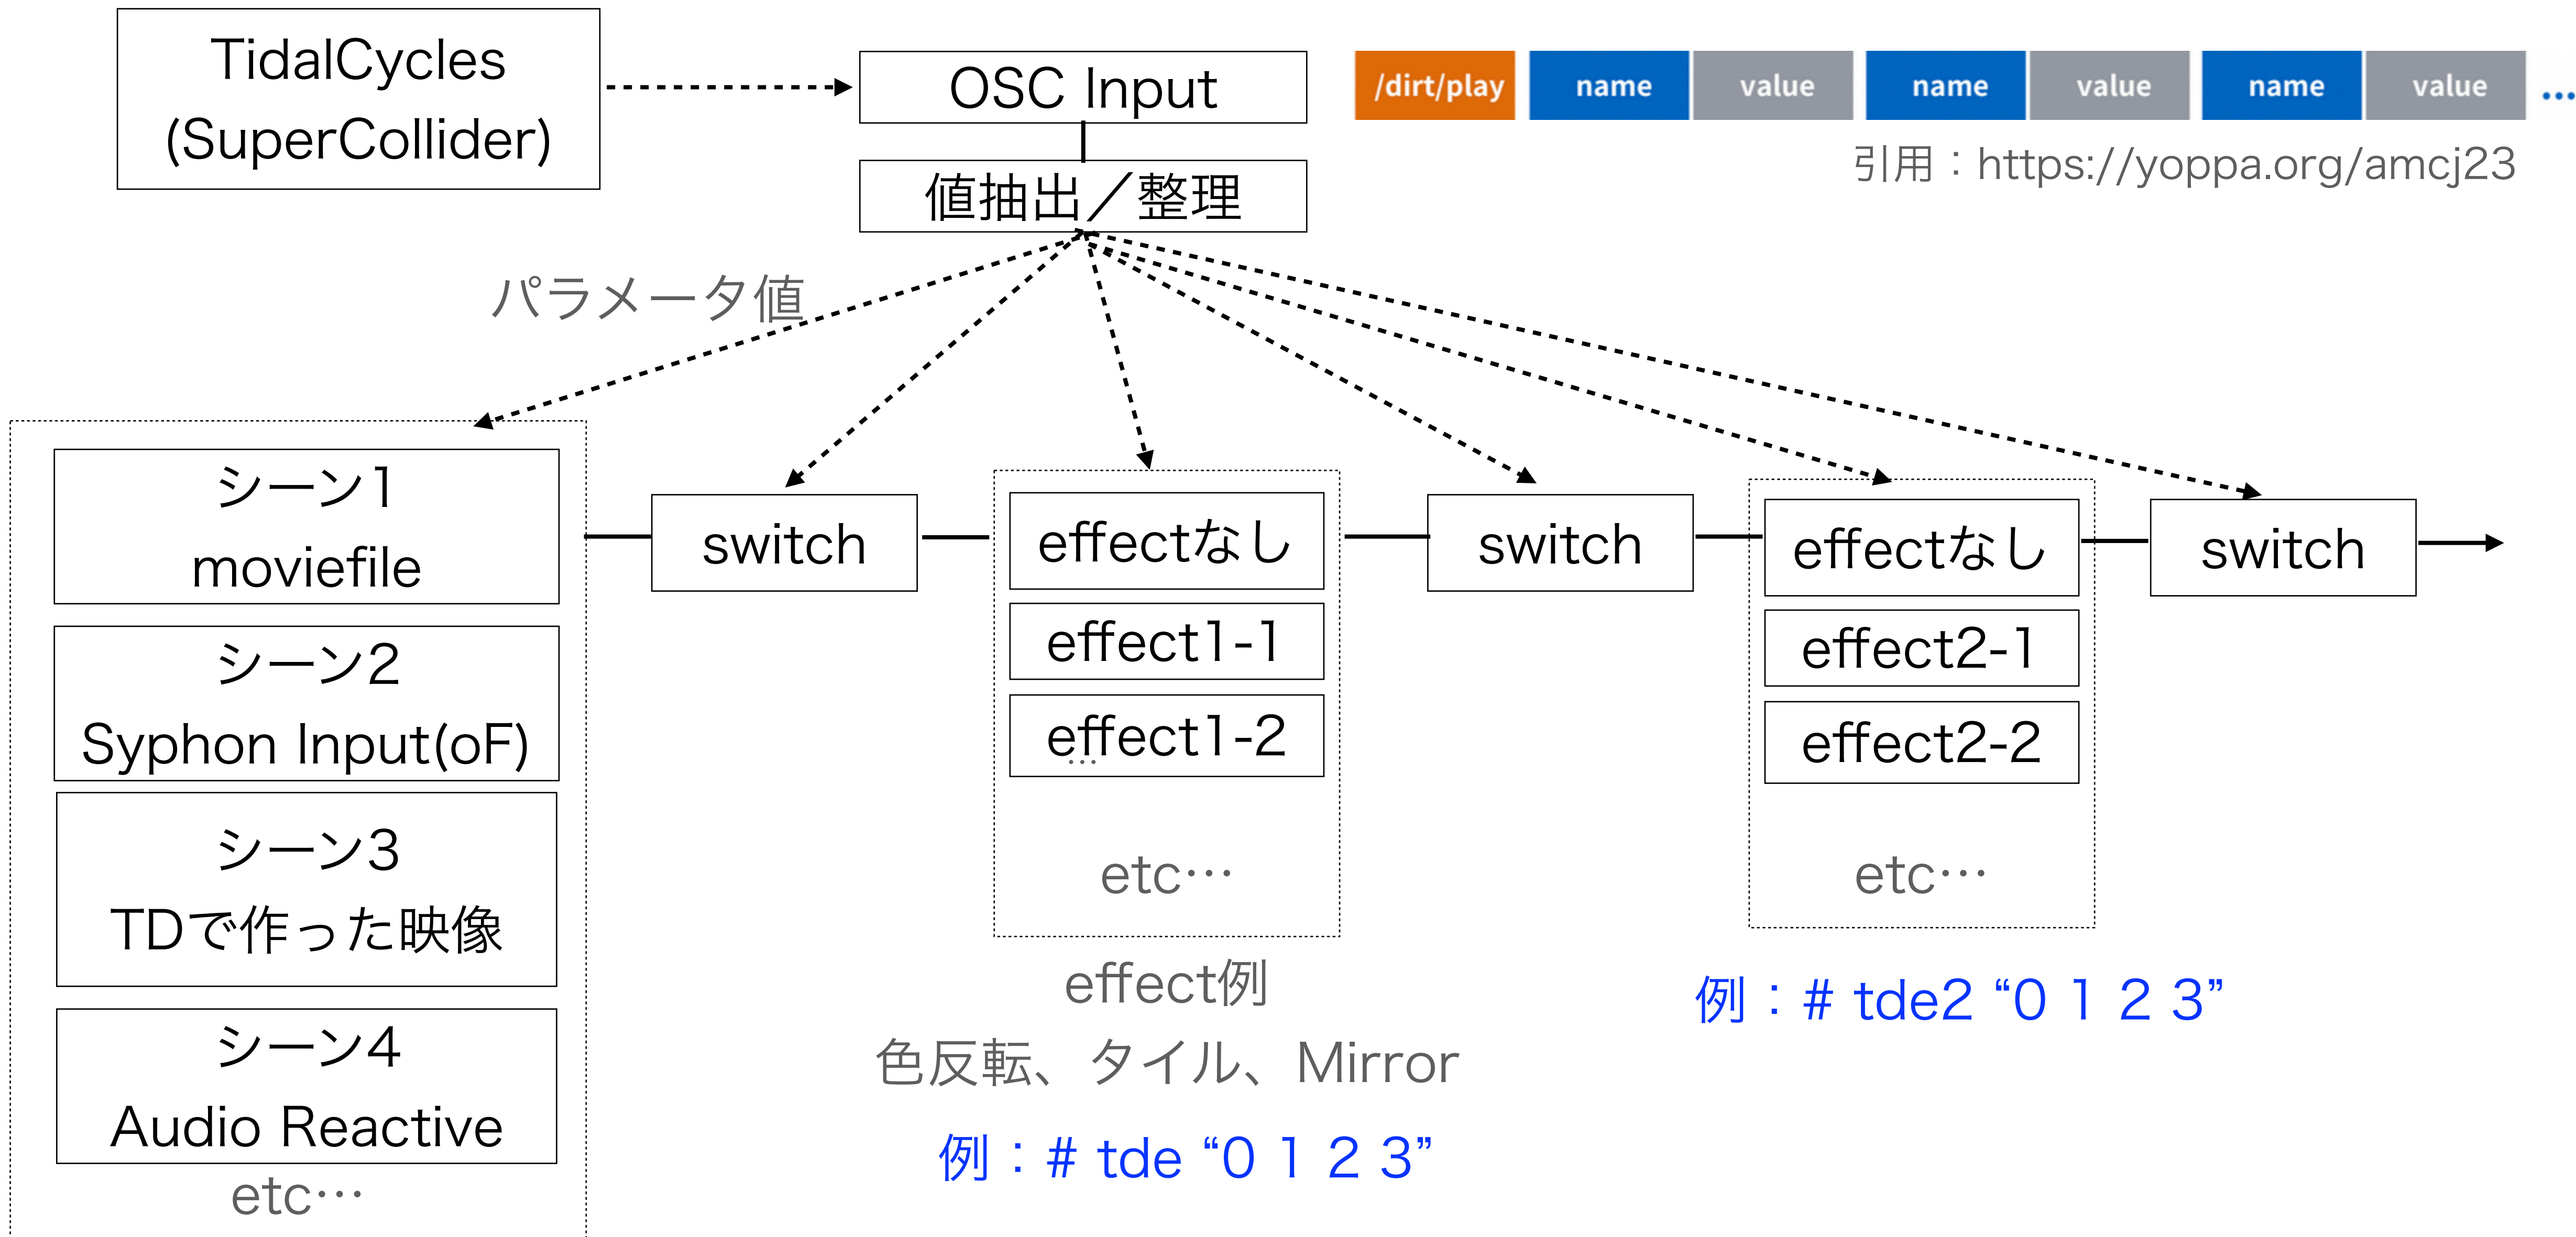 TidalCycles
(SuperCollider)
OSC Input
/dirt/play name value name value name value ...
引用：https://yoppa.org/amcj23
値抽出／整理
パラメータ値
シーン1
moviefile
シーン2
Syphon Input(oF)
シーン3
TDで作った映像
シーン4
Audio Reactive
etc…
switch
effectなし
effect1-1
effect1-2
…
etc…
effect例
色反転、タイル、Mirror
例：# tde “0 1 2 3”
switch
effectなし
effect2-1
effect2-2
etc…
例：# tde2 “0 1 2 3”
switch